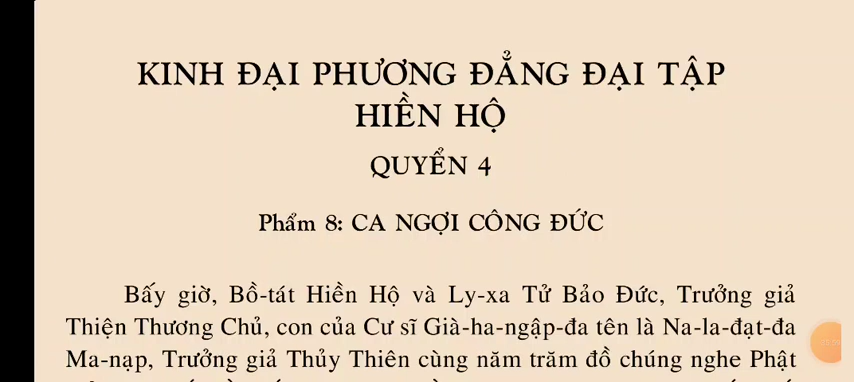 KINH ĐẠI PHƯƠNG ĐẲNG ĐẠI TẬP
HIỀN HỘ
QUYỂN 4
Phẩm 8: CA NGỢI CÔNG ĐỨC
Bấy giờ, Bồ-tát Hiền Hộ và Ly-xa Tử Bảo Đức, Trưởng giả
Thiện Thương Chủ, con của Cư sĩ Già-ha-ngập-đa tên là Na-la-đạt-đa
Ma-nạp, Trưởng giả Thủy Thiên cùng năm trăm đồ chúng nghe Phật